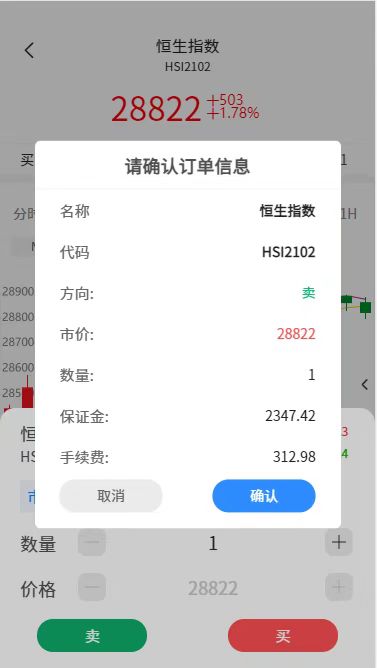 恒生指数
HSI2102
28822 +503
+1.78%
买
1
请确认订单信息
分时
1H
名称 恒生指数
代码 HSI2102
方向: 卖
市价: 28822
数量: 1
保证金: 2347.42
手续费: 312.98
取消 确认
28900
28800
28700
28600
恒
3
HSI
4
市
数量 — 1 +
价格 — 28822 +
卖 买